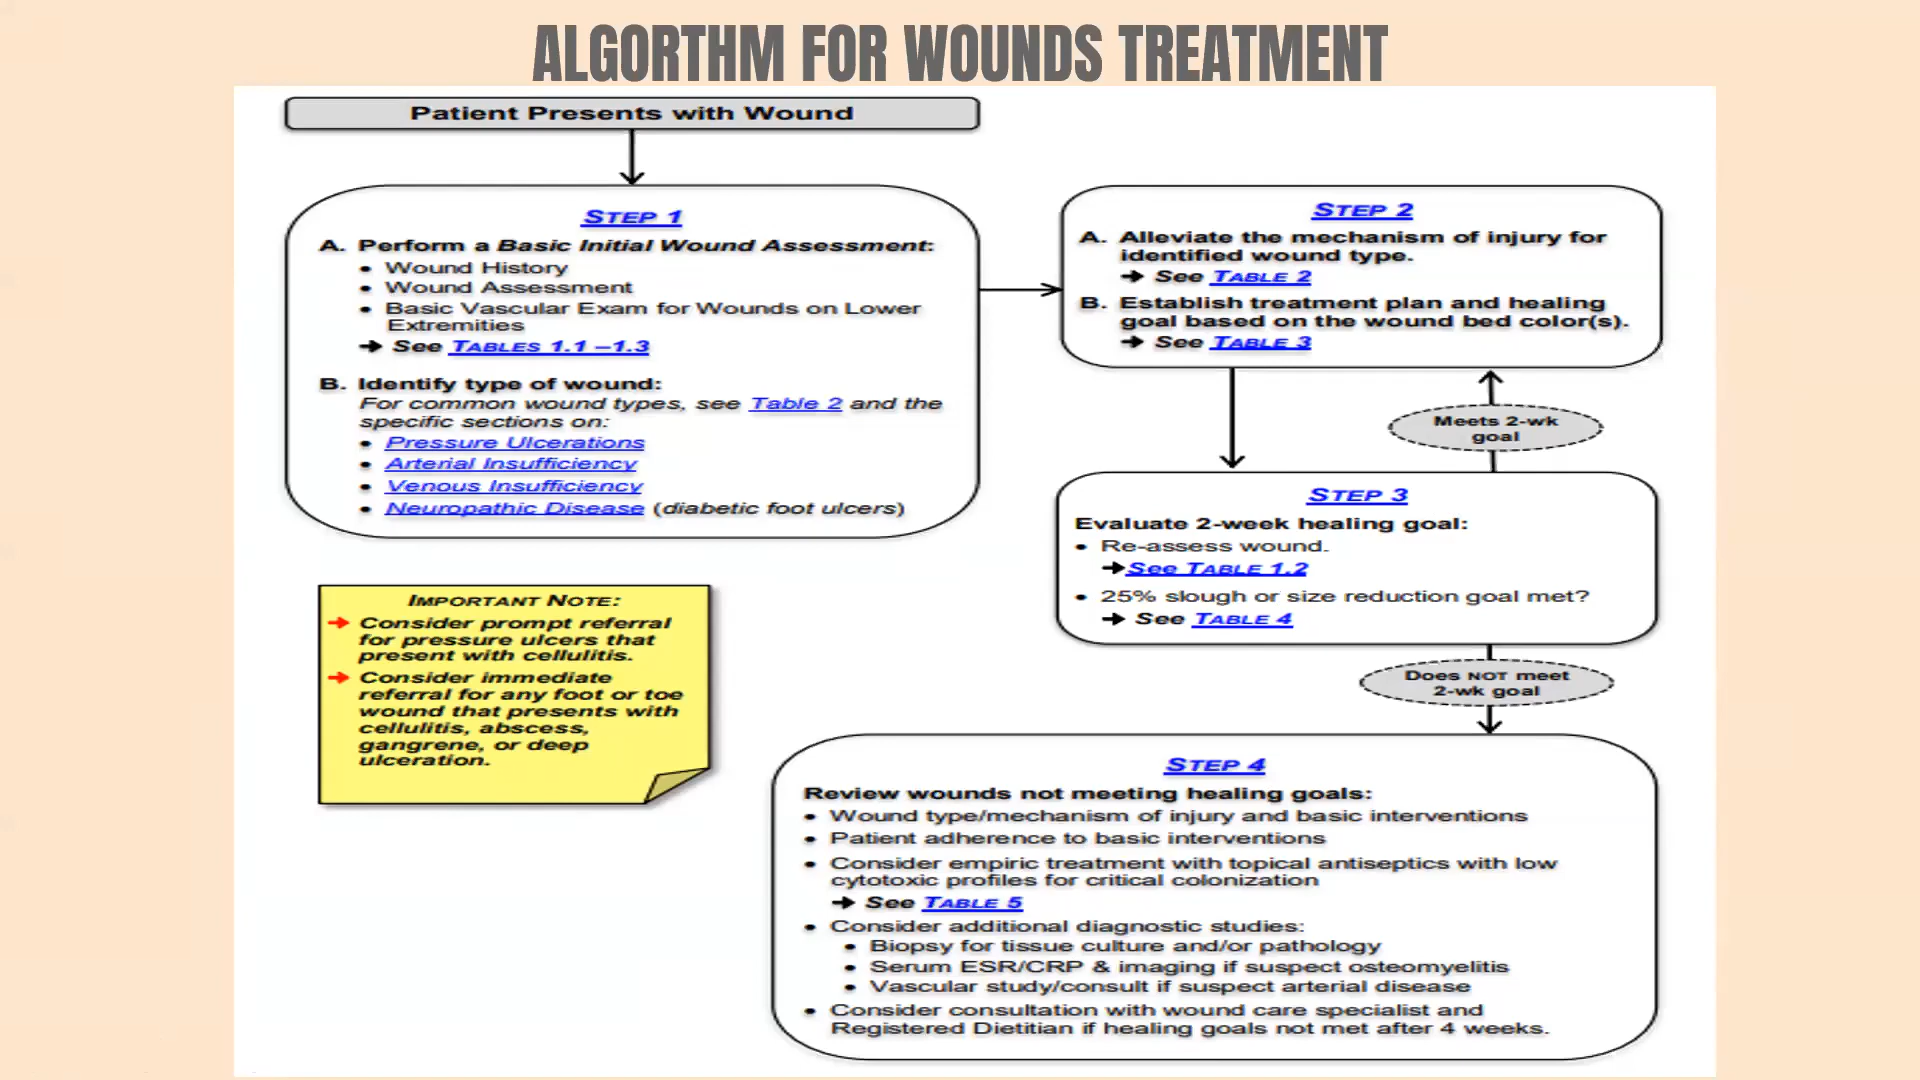 ALGORTHM FOR WOUNDS TREATMENT
Patient Presents with Wound
STEP 1
A. Perform a Basic Initial Wound Assessment:
• Wound History
• Wound Assessment
• Basic Vascular Exam for Wounds on Lower
Extremities
➔ See TABLES 1.1 –1.3
B. Identify type of wound:
For common wound types, see Table 2 and the
specific sections on:
• Pressure Ulcerations
• Arterial Insufficiency
• Venous Insufficiency
• Neuropathic Disease (diabetic foot ulcers)
STEP 2
A. Alleviate the mechanism of injury for
identified wound type.
➔ See TABLE 2
B. Establish treatment plan and healing
goal based on the wound bed color(s).
➔ See TABLE 3
Meets 2-wk
goal
STEP 3
Evaluate 2-week healing goal:
• Re-assess wound.
➔See TABLE 1.2
• 25% slough or size reduction goal met?
➔ See TABLE 4
Does NOT meet
2-wk goal
IMPORTANT NOTE:
➔ Consider prompt referral
for pressure ulcers that
present with cellulitis.
➔ Consider immediate
referral for any foot or toe
wound that presents with
cellulitis, abscess,
gangrene, or deep
ulceration.
STEP 4
Review wounds not meeting healing goals:
• Wound type/mechanism of injury and basic interventions
• Patient adherence to basic interventions
• Consider empiric treatment with topical antiseptics with low
cytotoxic profiles for critical colonization
➔ See TABLE 5
• Consider additional diagnostic studies:
• Biopsy for tissue culture and/or pathology
• Serum ESR/CRP & imaging if suspect osteomyelitis
• Vascular study/consult if suspect arterial disease
• Consider consultation with wound care specialist and
Registered Dietitian if healing goals not met after 4 weeks.